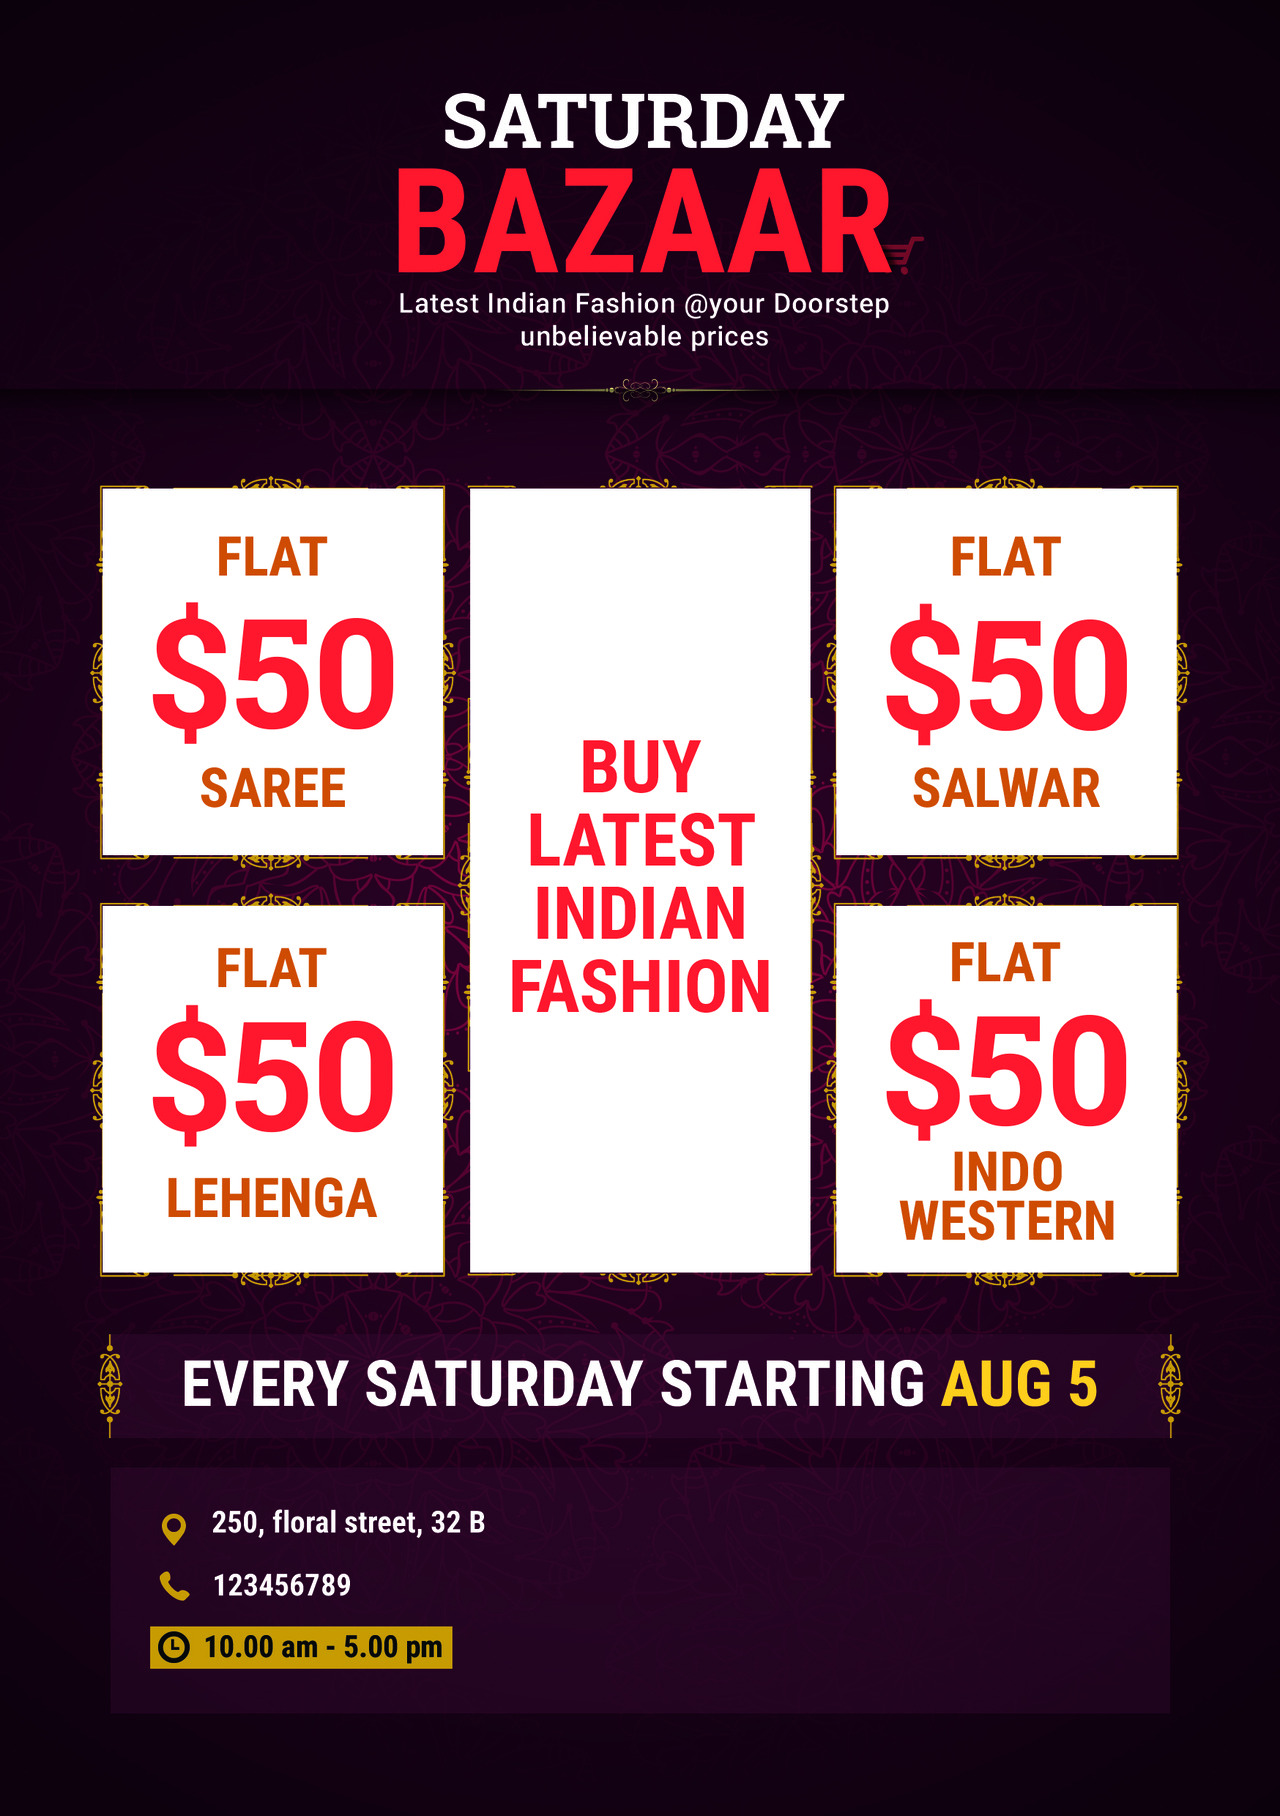 SATURDAY
BAZAAR
Latest Indian Fashion @your Doorstep
unbelievable prices
FLAT
$50
SAREE
BUY
LATEST
INDIAN
FASHION
FLAT
$50
SALWAR
FLAT
$50
LEHENGA
FLAT
$50
INDO
WESTERN
EVERY SATURDAY STARTING AUG 5
250, floral street, 32 B
123456789
10.00 am - 5.00 pm